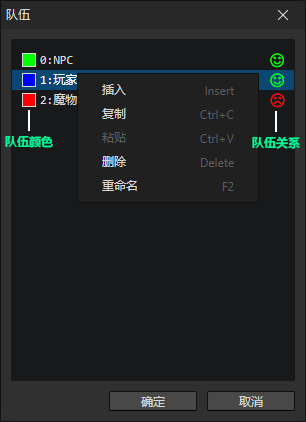 队伍
0:NPC
1:玩家
2:魔物
队伍颜色
队伍关系
插入 Insert
复制 Ctrl+C
粘贴 Ctrl+V
删除 Delete
重命名 F2
确定
取消